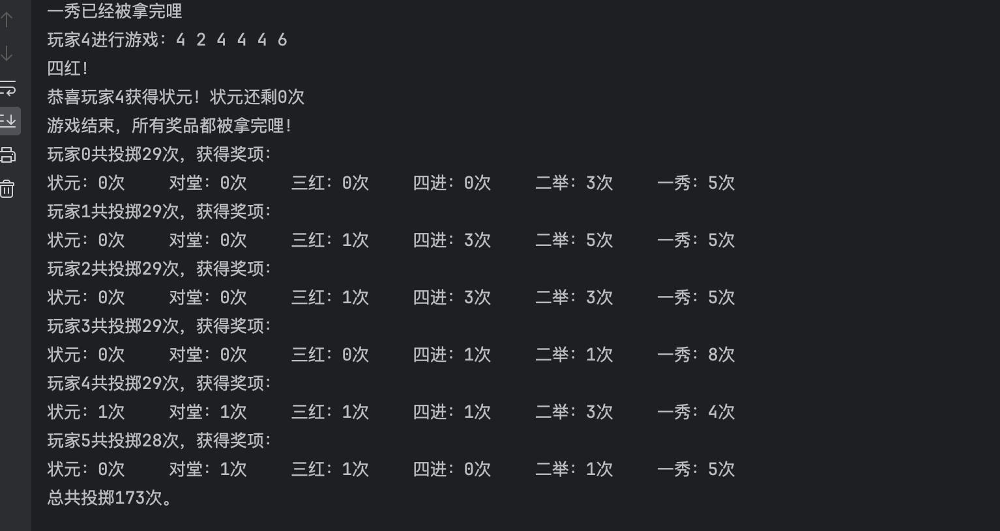 一秀已经被拿完哩
玩家4进行游戏：4 2 4 4 4 6
四红！
恭喜玩家4获得状元！状元还剩0次
游戏结束，所有奖品都被拿完哩！
玩家0共投掷29次，获得奖项：
状元：0次 对堂：0次 三红：0次 四进：0次 二举：3次 一秀：5次
玩家1共投掷29次，获得奖项：
状元：0次 对堂：0次 三红：1次 四进：3次 二举：5次 一秀：5次
玩家2共投掷29次，获得奖项：
状元：0次 对堂：0次 三红：1次 四进：3次 二举：3次 一秀：5次
玩家3共投掷29次，获得奖项：
状元：0次 对堂：0次 三红：0次 四进：1次 二举：1次 一秀：8次
玩家4共投掷29次，获得奖项：
状元：1次 对堂：1次 三红：1次 四进：1次 二举：3次 一秀：4次
玩家5共投掷28次，获得奖项：
状元：0次 对堂：1次 三红：1次 四进：0次 二举：1次 一秀：5次
总共投掷173次。